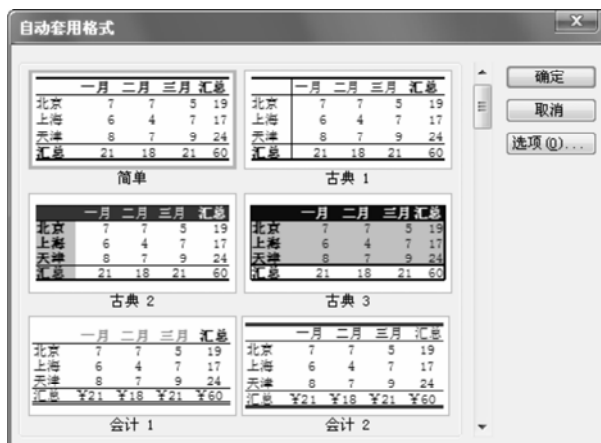 自动套用格式
一月 二月 三月 汇总
北京 7 7 5 19
上海 6 4 7 17
天津 8 7 9 24
汇总 21 18 21 60
简单
一月 二月 三月 汇总
北京 7 7 5 19
上海 6 4 7 17
天津 8 7 9 24
汇总 21 18 21 60
古典 1
一月 二月 三月 汇总
北京 7 7 5 19
上海 6 4 7 17
天津 8 7 9 24
汇总 21 18 21 60
古典 2
一月 二月 三月 汇总
北京 7 7 5 19
上海 6 4 7 17
天津 8 7 9 24
汇总 21 18 21 60
古典 3
一月 二月 三月 汇总
北京 7 7 5 19
上海 6 4 7 17
天津 8 7 9 24
汇总 ¥21 ¥18 ¥21 ¥60
会计 1
一月 二月 三月 汇总
北京 7 7 5 19
上海 6 4 7 17
天津 8 7 9 24
汇总 ¥21 ¥18 ¥21 ¥60
会计 2
确定
取消
选项(O)...